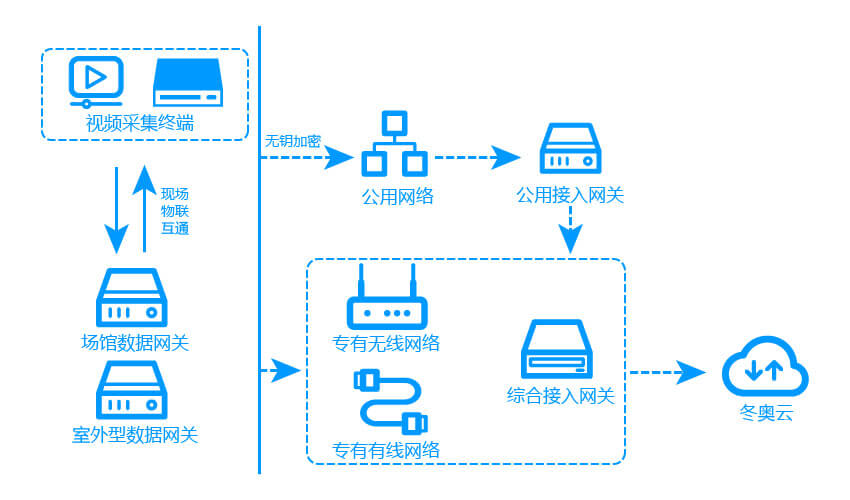 视频采集终端
现场
物联
互通
场馆数据网关
室外型数据网关
无钥加密
公用网络
公用接入网关
专有无线网络
专有有线网络
综合接入网关
冬奥云